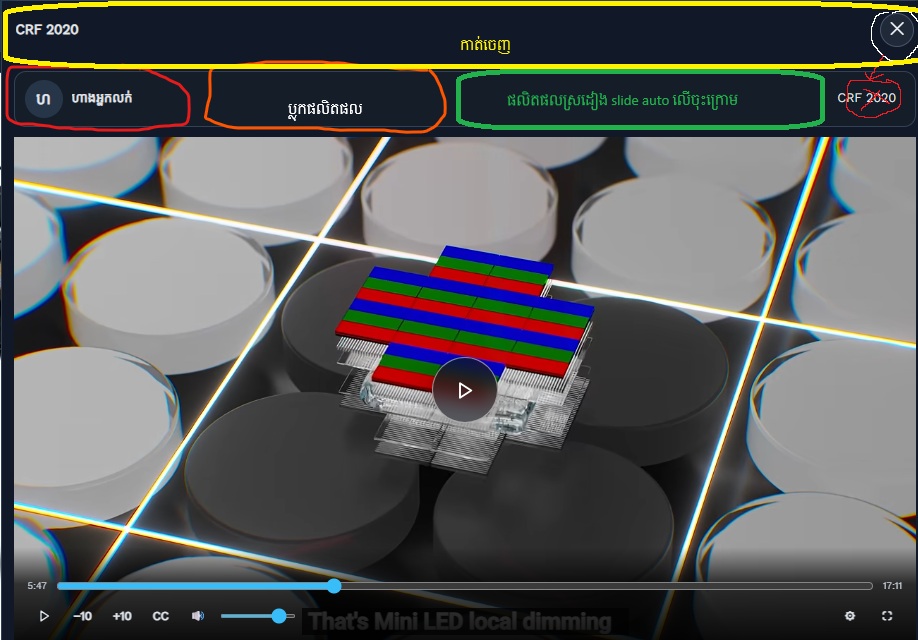 CRF 2020
កាត់ចេញ
ហ ហាងអ្នកលក់
ប្លុកផលិតផល
ផលិតផលស្រដៀង slide auto លើចុះក្រោម
CRF 2020
5:47
17:11
−10 +10 CC
That's Mini LED local dimming